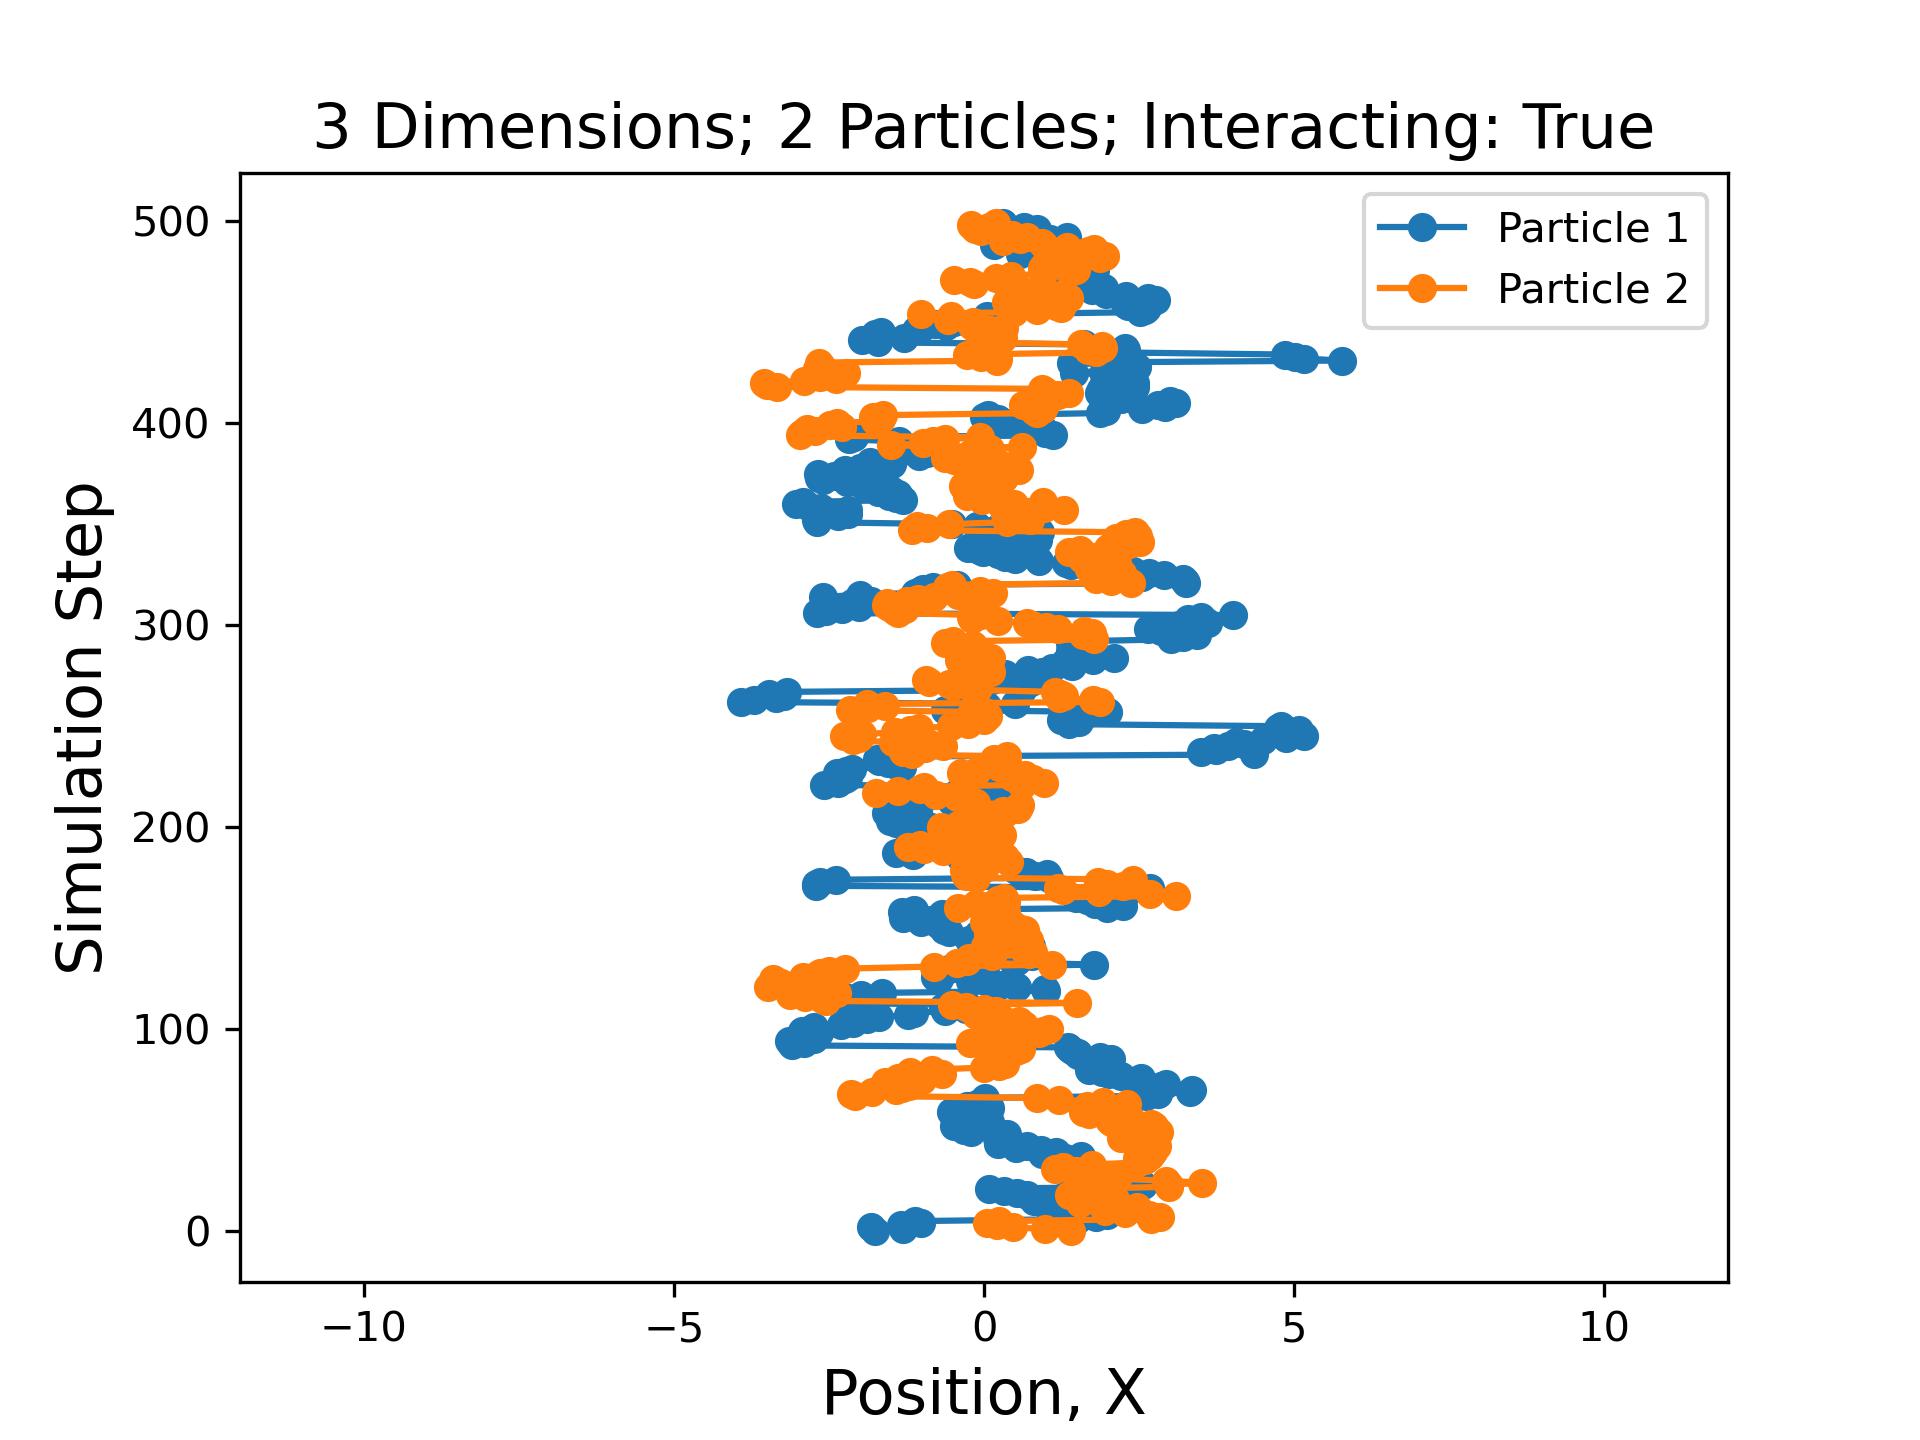 3 Dimensions; 2 Particles; Interacting: True
Particle 1
Particle 2
Simulation Step
500
400
300
200
100
0
−10
−5
0
5
10
Position, X